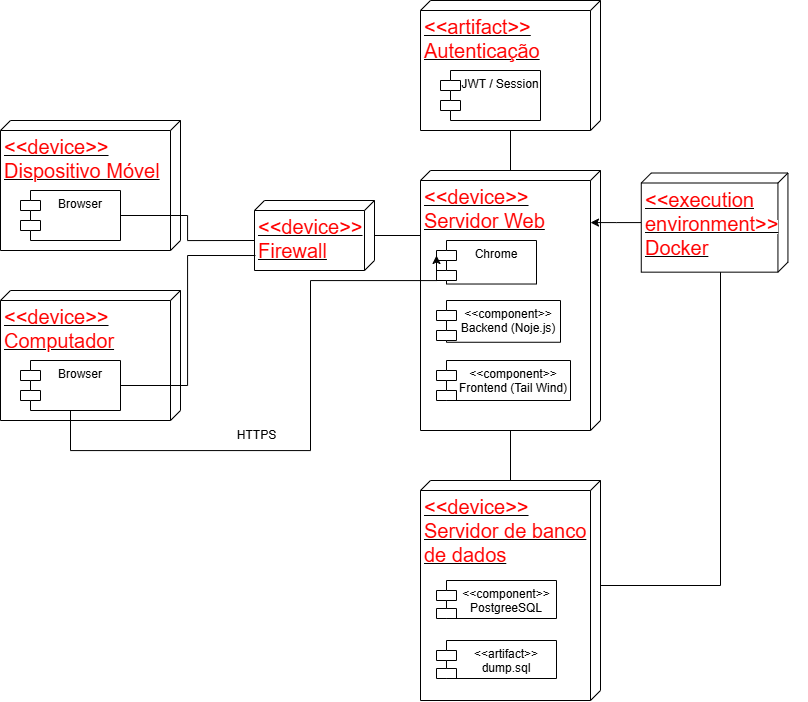 <<artifact>>
Autenticação
JWT / Session
<<device>>
Dispositivo Móvel
Browser
<<device>>
Firewall
<<device>>
Servidor Web
Chrome
<<component>>
Backend (Noje.js)
<<component>>
Frontend (Tail Wind)
<<execution
environment>>
Docker
<<device>>
Computador
Browser
HTTPS
<<device>>
Servidor de banco
de dados
<<component>>
PostgreeSQL
<<artifact>>
dump.sql